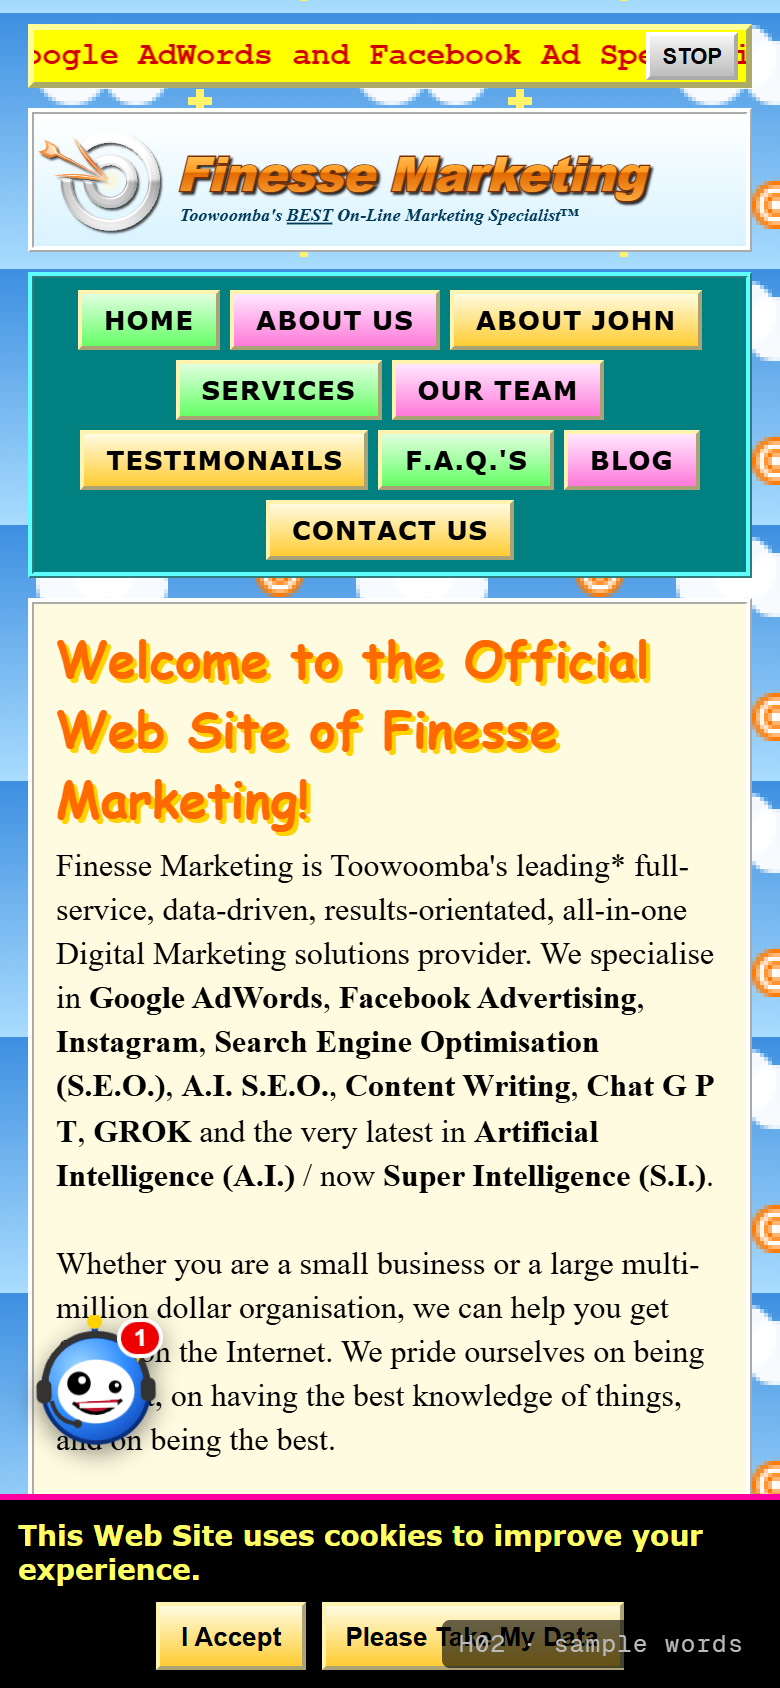 oogle AdWords and Facebook Ad
STOP
Finesse Marketing
Toowoomba's BEST On-Line Marketing Specialist™
HOME ABOUT US ABOUT JOHN
SERVICES OUR TEAM
TESTIMONAILS F.A.Q.'S BLOG
CONTACT US
Welcome to the Official
Web Site of Finesse
Marketing!
Finesse Marketing is Toowoomba's leading* full-
service, data-driven, results-orientated, all-in-one
Digital Marketing solutions provider. We specialise
in Google AdWords, Facebook Advertising,
Instagram, Search Engine Optimisation
(S.E.O.), A.I. S.E.O., Content Writing, Chat G P
T, GROK and the very latest in Artificial
Intelligence (A.I.) / now Super Intelligence (S.I.).
Whether you are a small business or a large multi-
million dollar organisation, we can help you get
on the Internet. We pride ourselves on being
, on having the best knowledge of things,
and on being the best.
1
This Web Site uses cookies to improve your
experience.
I Accept Please Take My Data
H02 · sample words